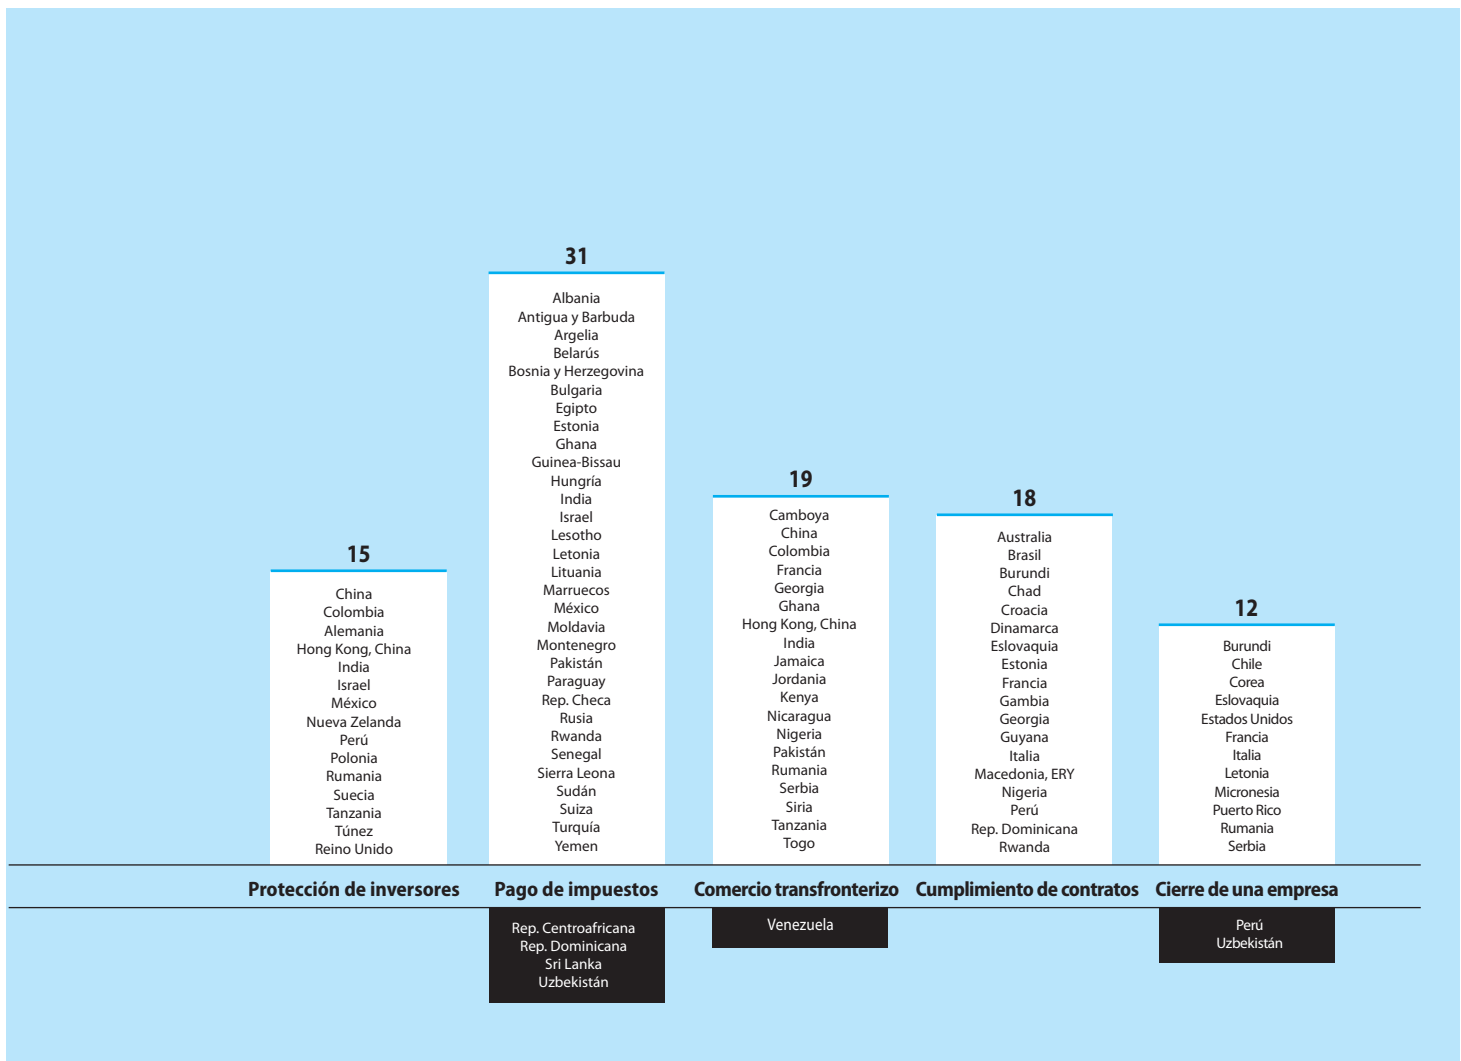 15
China
Colombia
Alemania
Hong Kong, China
India
Israel
México
Nueva Zelanda
Perú
Polonia
Rumania
Suecia
Tanzania
Túnez
Reino Unido
Protección de inversores
31
Albania
Antigua y Barbuda
Argelia
Belarús
Bosnia y Herzegovina
Bulgaria
Egipto
Estonia
Ghana
Guinea-Bissau
Hungría
India
Israel
Lesotho
Letonia
Lituania
Marruecos
México
Moldavia
Montenegro
Pakistán
Paraguay
Rep. Checa
Rusia
Rwanda
Senegal
Sierra Leona
Sudán
Suiza
Turquía
Yemen
Pago de impuestos
Rep. Centroafricana
Rep. Dominicana
Sri Lanka
Uzbekistán
19
Camboya
China
Colombia
Francia
Georgia
Ghana
Hong Kong, China
India
Jamaica
Jordania
Kenya
Nicaragua
Nigeria
Pakistán
Rumania
Serbia
Siria
Tanzania
Togo
Comercio transfronterizo
Venezuela
18
Australia
Brasil
Burundi
Chad
Croacia
Dinamarca
Eslovaquia
Estonia
Francia
Gambia
Georgia
Guyana
Italia
Macedonia, ERY
Nigeria
Perú
Rep. Dominicana
Rwanda
Cumplimiento de contratos
12
Burundi
Chile
Corea
Eslovaquia
Estados Unidos
Francia
Italia
Letonia
Micronesia
Puerto Rico
Rumania
Serbia
Cierre de una empresa
Perú
Uzbekistán